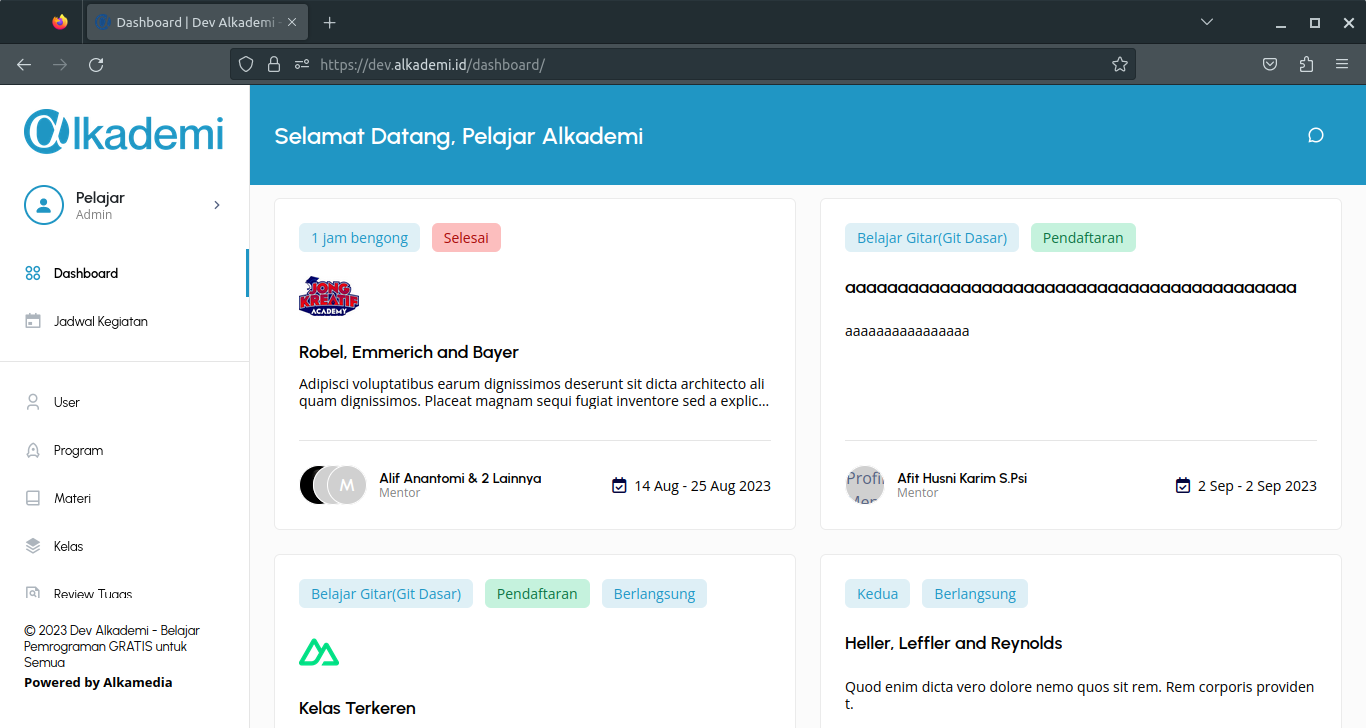 Dashboard | Dev Alkademi -
https://dev.alkademi.id/dashboard/
@lkademi
Pelajar
Admin
Dashboard
Jadwal Kegiatan
User
Program
Materi
Kelas
Review Tugas
© 2023 Dev Alkademi - Belajar
Pemrograman GRATIS untuk
Semua
Powered by Alkamedia
Selamat Datang, Pelajar Alkademi
1 jam bengong
Selesai
JONG
KREATIF
ACADEMY
Robel, Emmerich and Bayer
Adipisci voluptatibus earum dignissimos deserunt sit dicta architecto ali
quam dignissimos. Placeat magnam sequi fugiat inventore sed a explic...
M
Alif Anantomi & 2 Lainnya
Mentor
14 Aug - 25 Aug 2023
Belajar Gitar(Git Dasar)
Pendaftaran
aaaaaaaaaaaaaaaaaaaaaaaaaaaaaaaaaaaaaaaaaaa
aaaaaaaaaaaaaaaa
Profil
Men
Afit Husni Karim S.Psi
Mentor
2 Sep - 2 Sep 2023
Belajar Gitar(Git Dasar)
Pendaftaran
Berlangsung
Kelas Terkeren
Kedua
Berlangsung
Heller, Leffler and Reynolds
Quod enim dicta vero dolore nemo quos sit rem. Rem corporis providen
t.